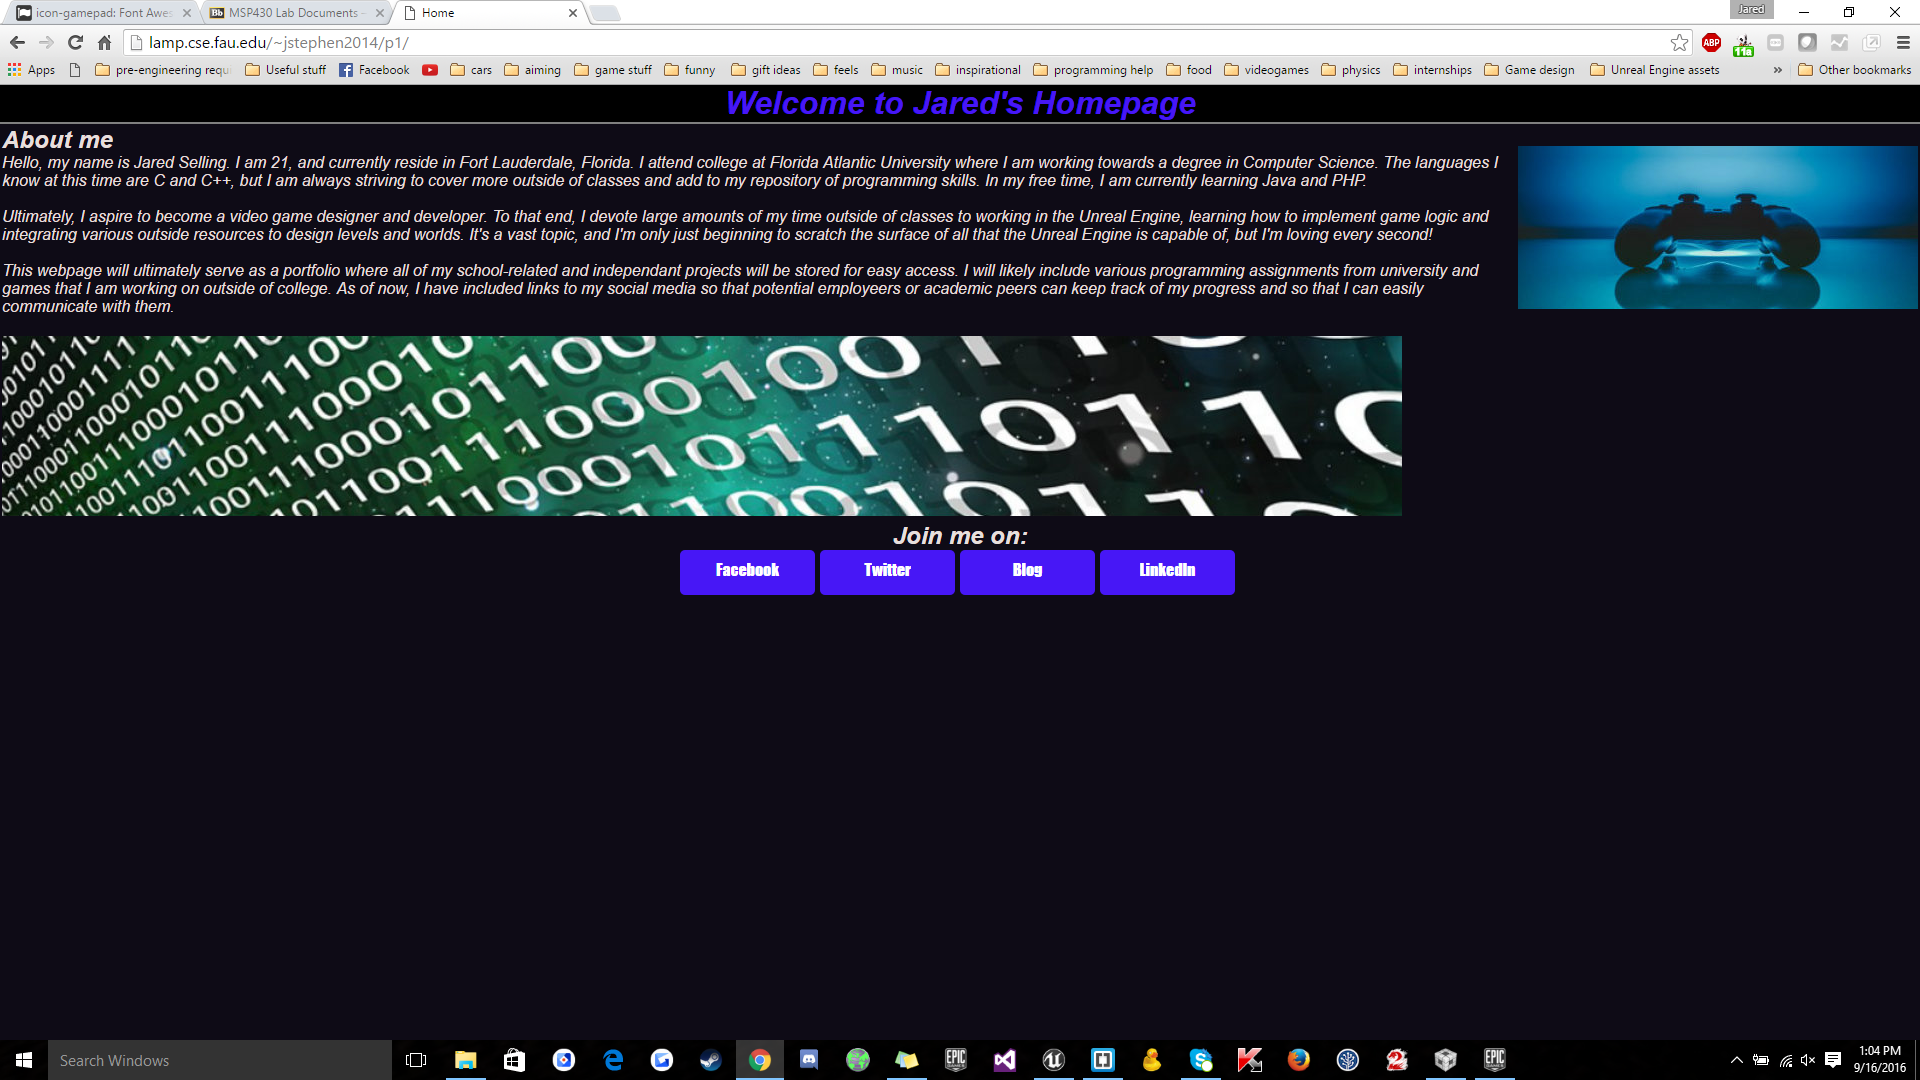 icon-gamepad: Font Awes
MSP430 Lab Documents -
Home
Jared
lamp.cse.fau.edu/~jstephen2014/p1/
ABP
11a
Apps
pre-engineering requ
Useful stuff
Facebook
cars
aiming
game stuff
funny
gift ideas
feels
music
inspirational
programming help
food
videogames
physics
internships
Game design
Unreal Engine assets
»
Other bookmarks
Welcome to Jared's Homepage
About me
Hello, my name is Jared Selling. I am 21, and currently reside in Fort Lauderdale, Florida. I attend college at Florida Atlantic University where I am working towards a degree in Computer Science. The languages I
know at this time are C and C++, but I am always striving to cover more outside of classes and add to my repository of programming skills. In my free time, I am currently learning Java and PHP.
Ultimately, I aspire to become a video game designer and developer. To that end, I devote large amounts of my time outside of classes to working in the Unreal Engine, learning how to implement game logic and
integrating various outside resources to design levels and worlds. It's a vast topic, and I'm only just beginning to scratch the surface of all that the Unreal Engine is capable of, but I'm loving every second!
This webpage will ultimately serve as a portfolio where all of my school-related and independant projects will be stored for easy access. I will likely include various programming assignments from university and
games that I am working on outside of college. As of now, I have included links to my social media so that potential employeers or academic peers can keep track of my progress and so that I can easily
communicate with them.
Join me on:
Facebook
Twitter
Blog
LinkedIn
Search Windows
EPIC
EPIC
1:04 PM
9/16/2016